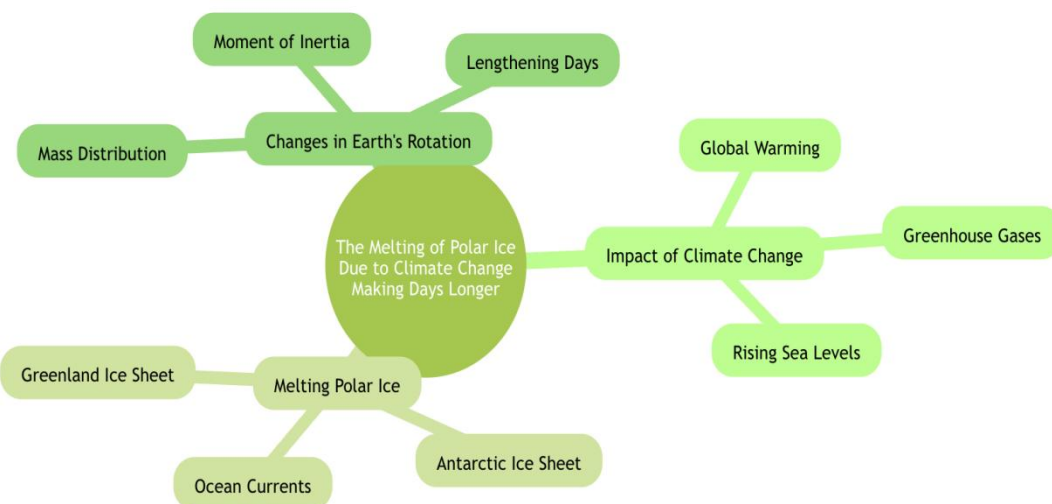 Moment of Inertia
Lengthening Days
Changes in Earth's Rotation
Mass Distribution
Global Warming
Greenhouse Gases
Impact of Climate Change
Rising Sea Levels
The Melting of Polar Ice
Due to Climate Change
Making Days Longer
Greenland Ice Sheet
Melting Polar Ice
Antarctic Ice Sheet
Ocean Currents